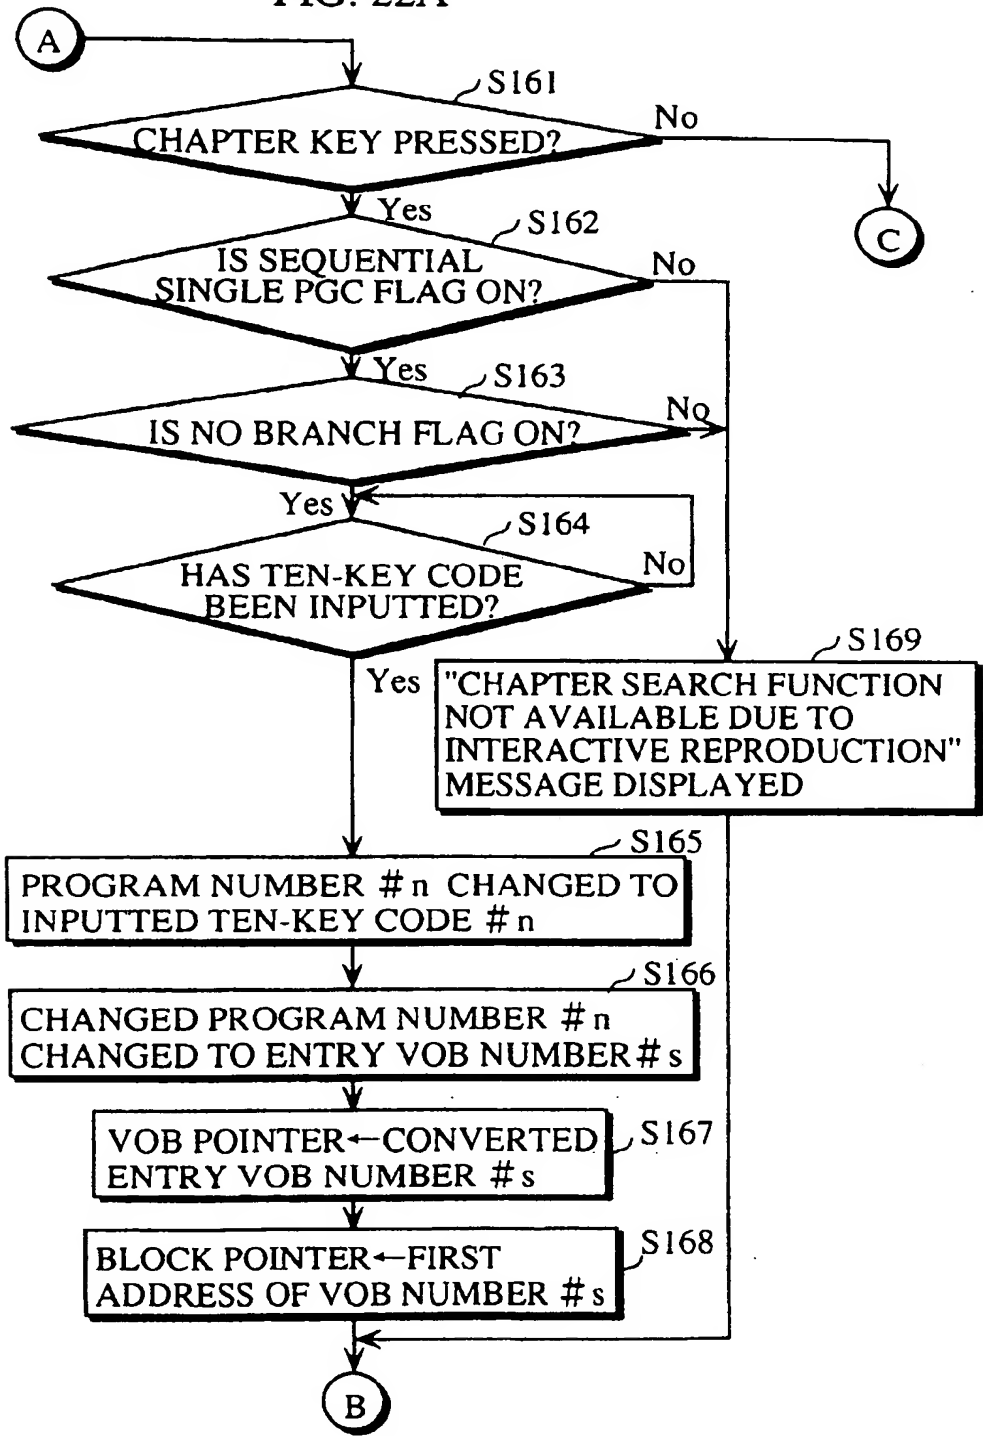 FIG. 22A
A
S161
CHAPTER KEY PRESSED?
No
Yes
C
S162
IS SEQUENTIAL
SINGLE PGC FLAG ON?
No
Yes
S163
IS NO BRANCH FLAG ON?
No
Yes
S164
HAS TEN-KEY CODE
BEEN INPUTTED?
No
Yes
S169
"CHAPTER SEARCH FUNCTION
NOT AVAILABLE DUE TO
INTERACTIVE REPRODUCTION"
MESSAGE DISPLAYED
S165
PROGRAM NUMBER #n CHANGED TO
INPUTTED TEN-KEY CODE #n
S166
CHANGED PROGRAM NUMBER #n
CHANGED TO ENTRY VOB NUMBER #s
S167
VOB POINTER←CONVERTED
ENTRY VOB NUMBER #s
S168
BLOCK POINTER←FIRST
ADDRESS OF VOB NUMBER #s
B